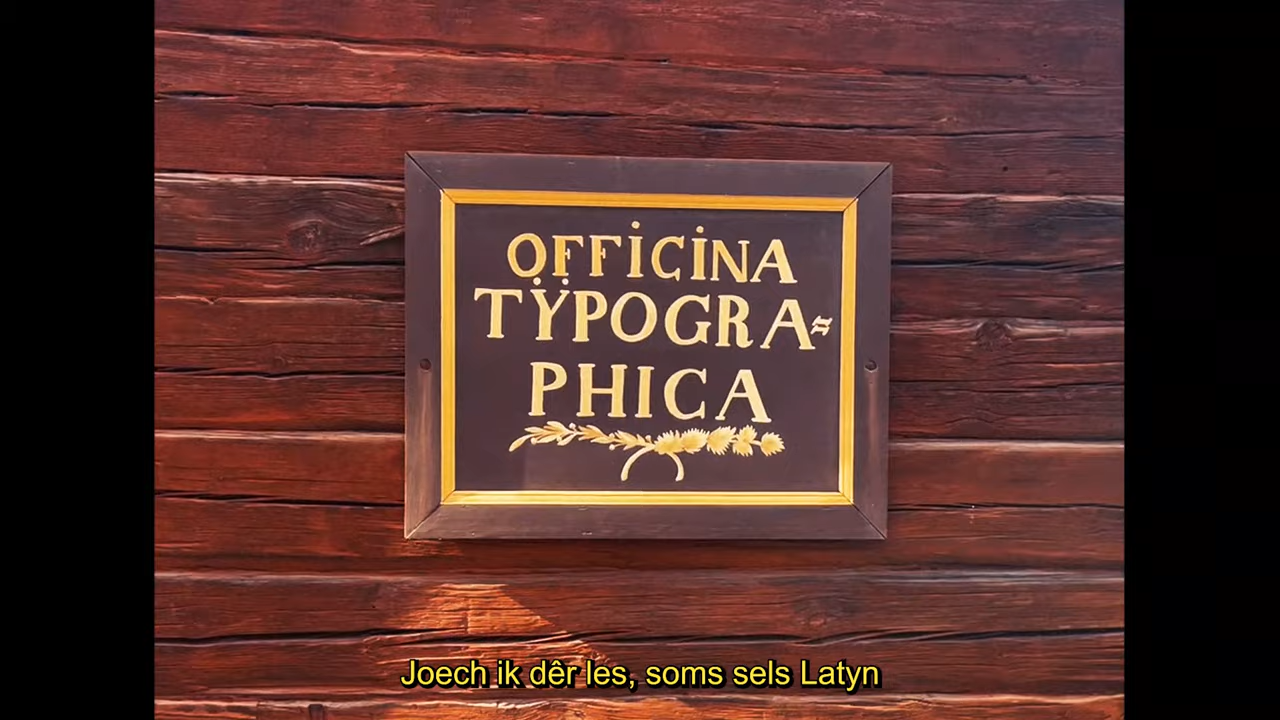 OFFICINA
TYPOGRA=
PHICA
Joech ik dêr les, soms sels Latyn